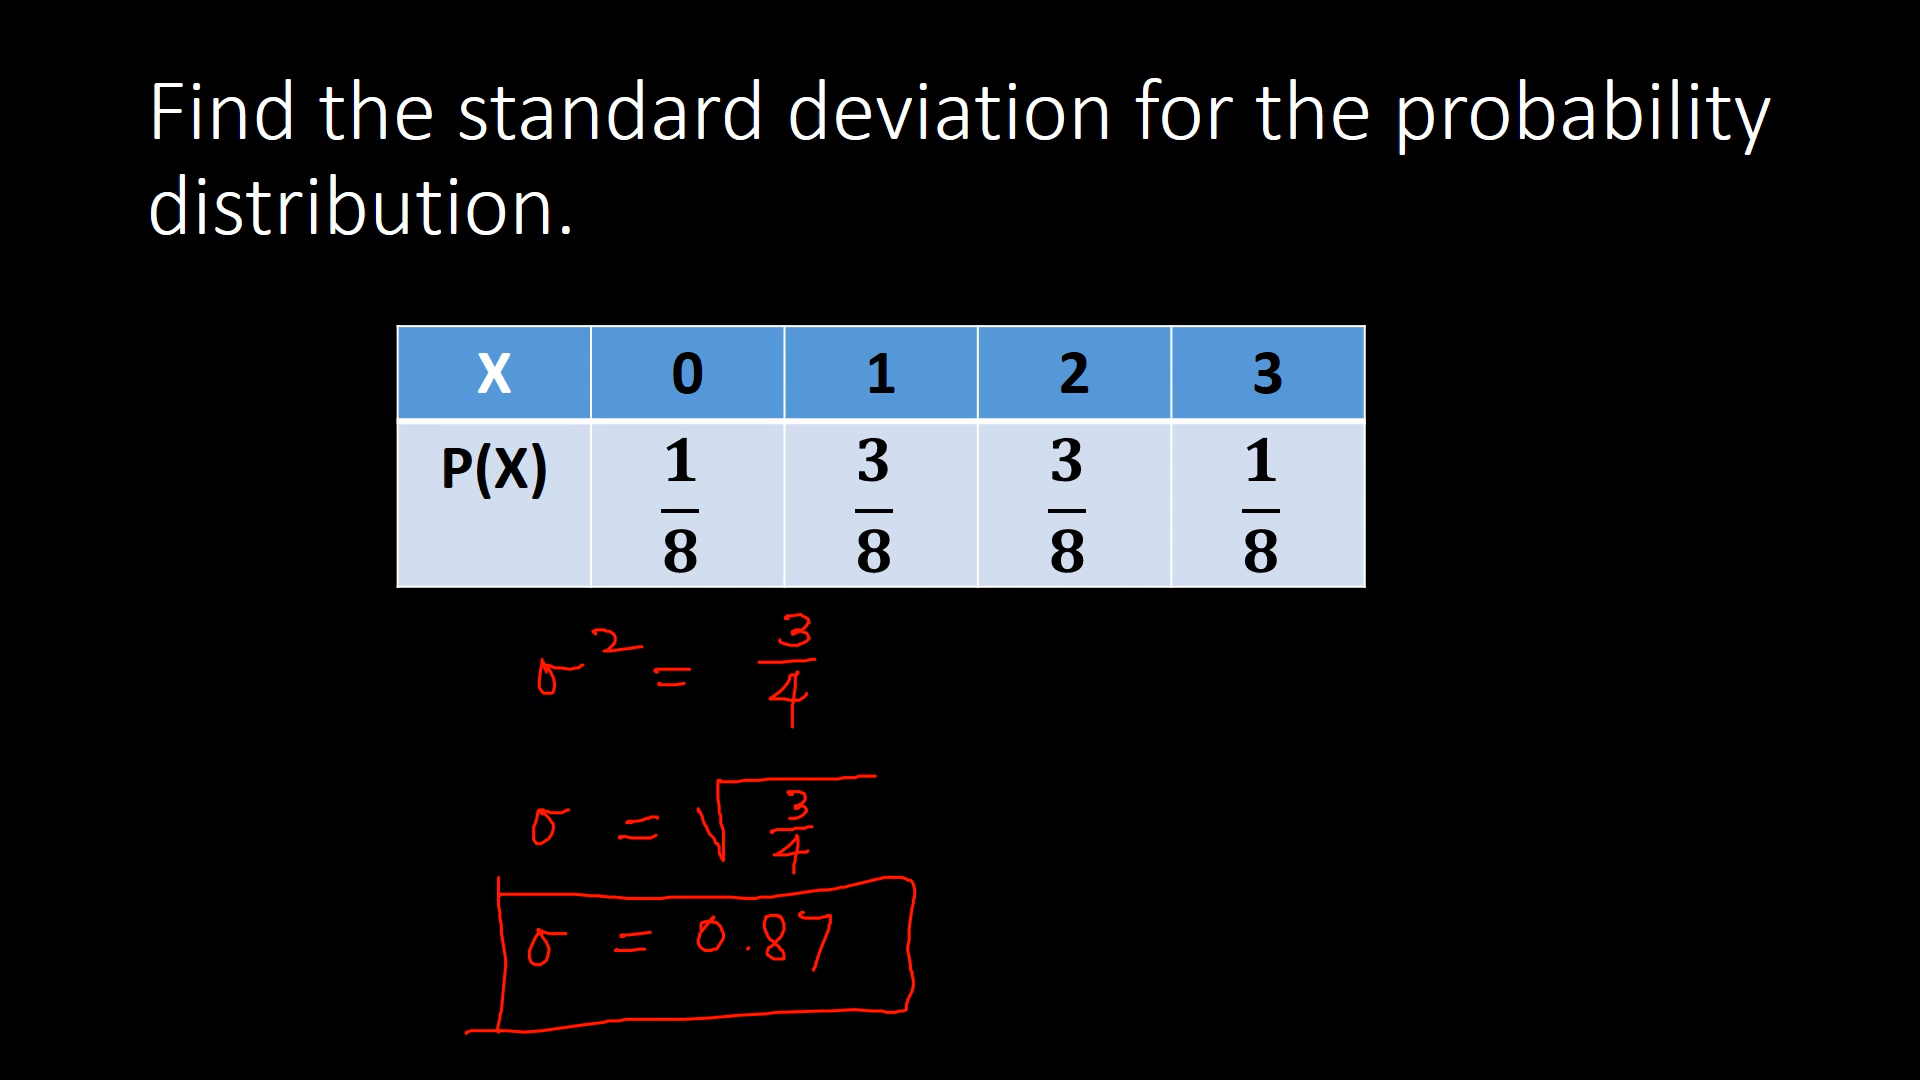 Find the standard deviation for the probability
distribution.
X 0 1 2 3
P(X) 1/8 3/8 3/8 1/8
σ² = 3/4
σ = √(3/4)
σ = 0.87